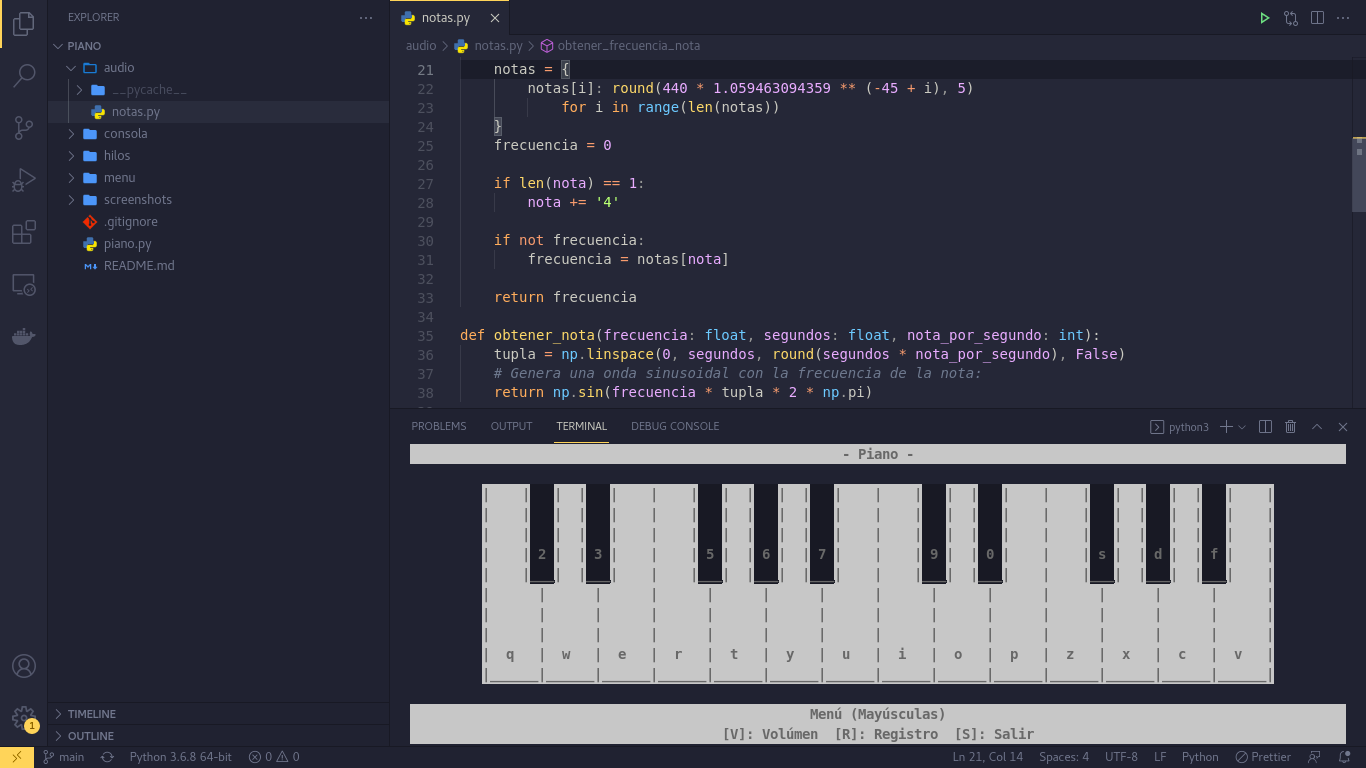 EXPLORER
PIANO
audio
__pycache__
notas.py
consola
hilos
menu
screenshots
.gitignore
piano.py
README.md
TIMELINE
OUTLINE
notas.py
audio > notas.py > obtener_frecuencia_nota
21 notas = {
22 notas[i]: round(440 * 1.059463094359 ** (-45 + i), 5)
23 for i in range(len(notas))
24 }
25 frecuencia = 0
26
27 if len(nota) == 1:
28 nota += '4'
29
30 if not frecuencia:
31 frecuencia = notas[nota]
32
33 return frecuencia
34
35 def obtener_nota(frecuencia: float, segundos: float, nota_por_segundo: int):
36 tupla = np.linspace(0, segundos, round(segundos * nota_por_segundo), False)
37 # Genera una onda sinusoidal con la frecuencia de la nota:
38 return np.sin(frecuencia * tupla * 2 * np.pi)
PROBLEMS OUTPUT TERMINAL DEBUG CONSOLE python3
- Piano -
2 3 5 6 7 9 0 s d f
q w e r t y u i o p z x c v
Menú (Mayúsculas)
[V]: Volúmen [R]: Registro [S]: Salir
1
main Python 3.6.8 64-bit 0 0 Ln 21, Col 14 Spaces: 4 UTF-8 LF Python Prettier